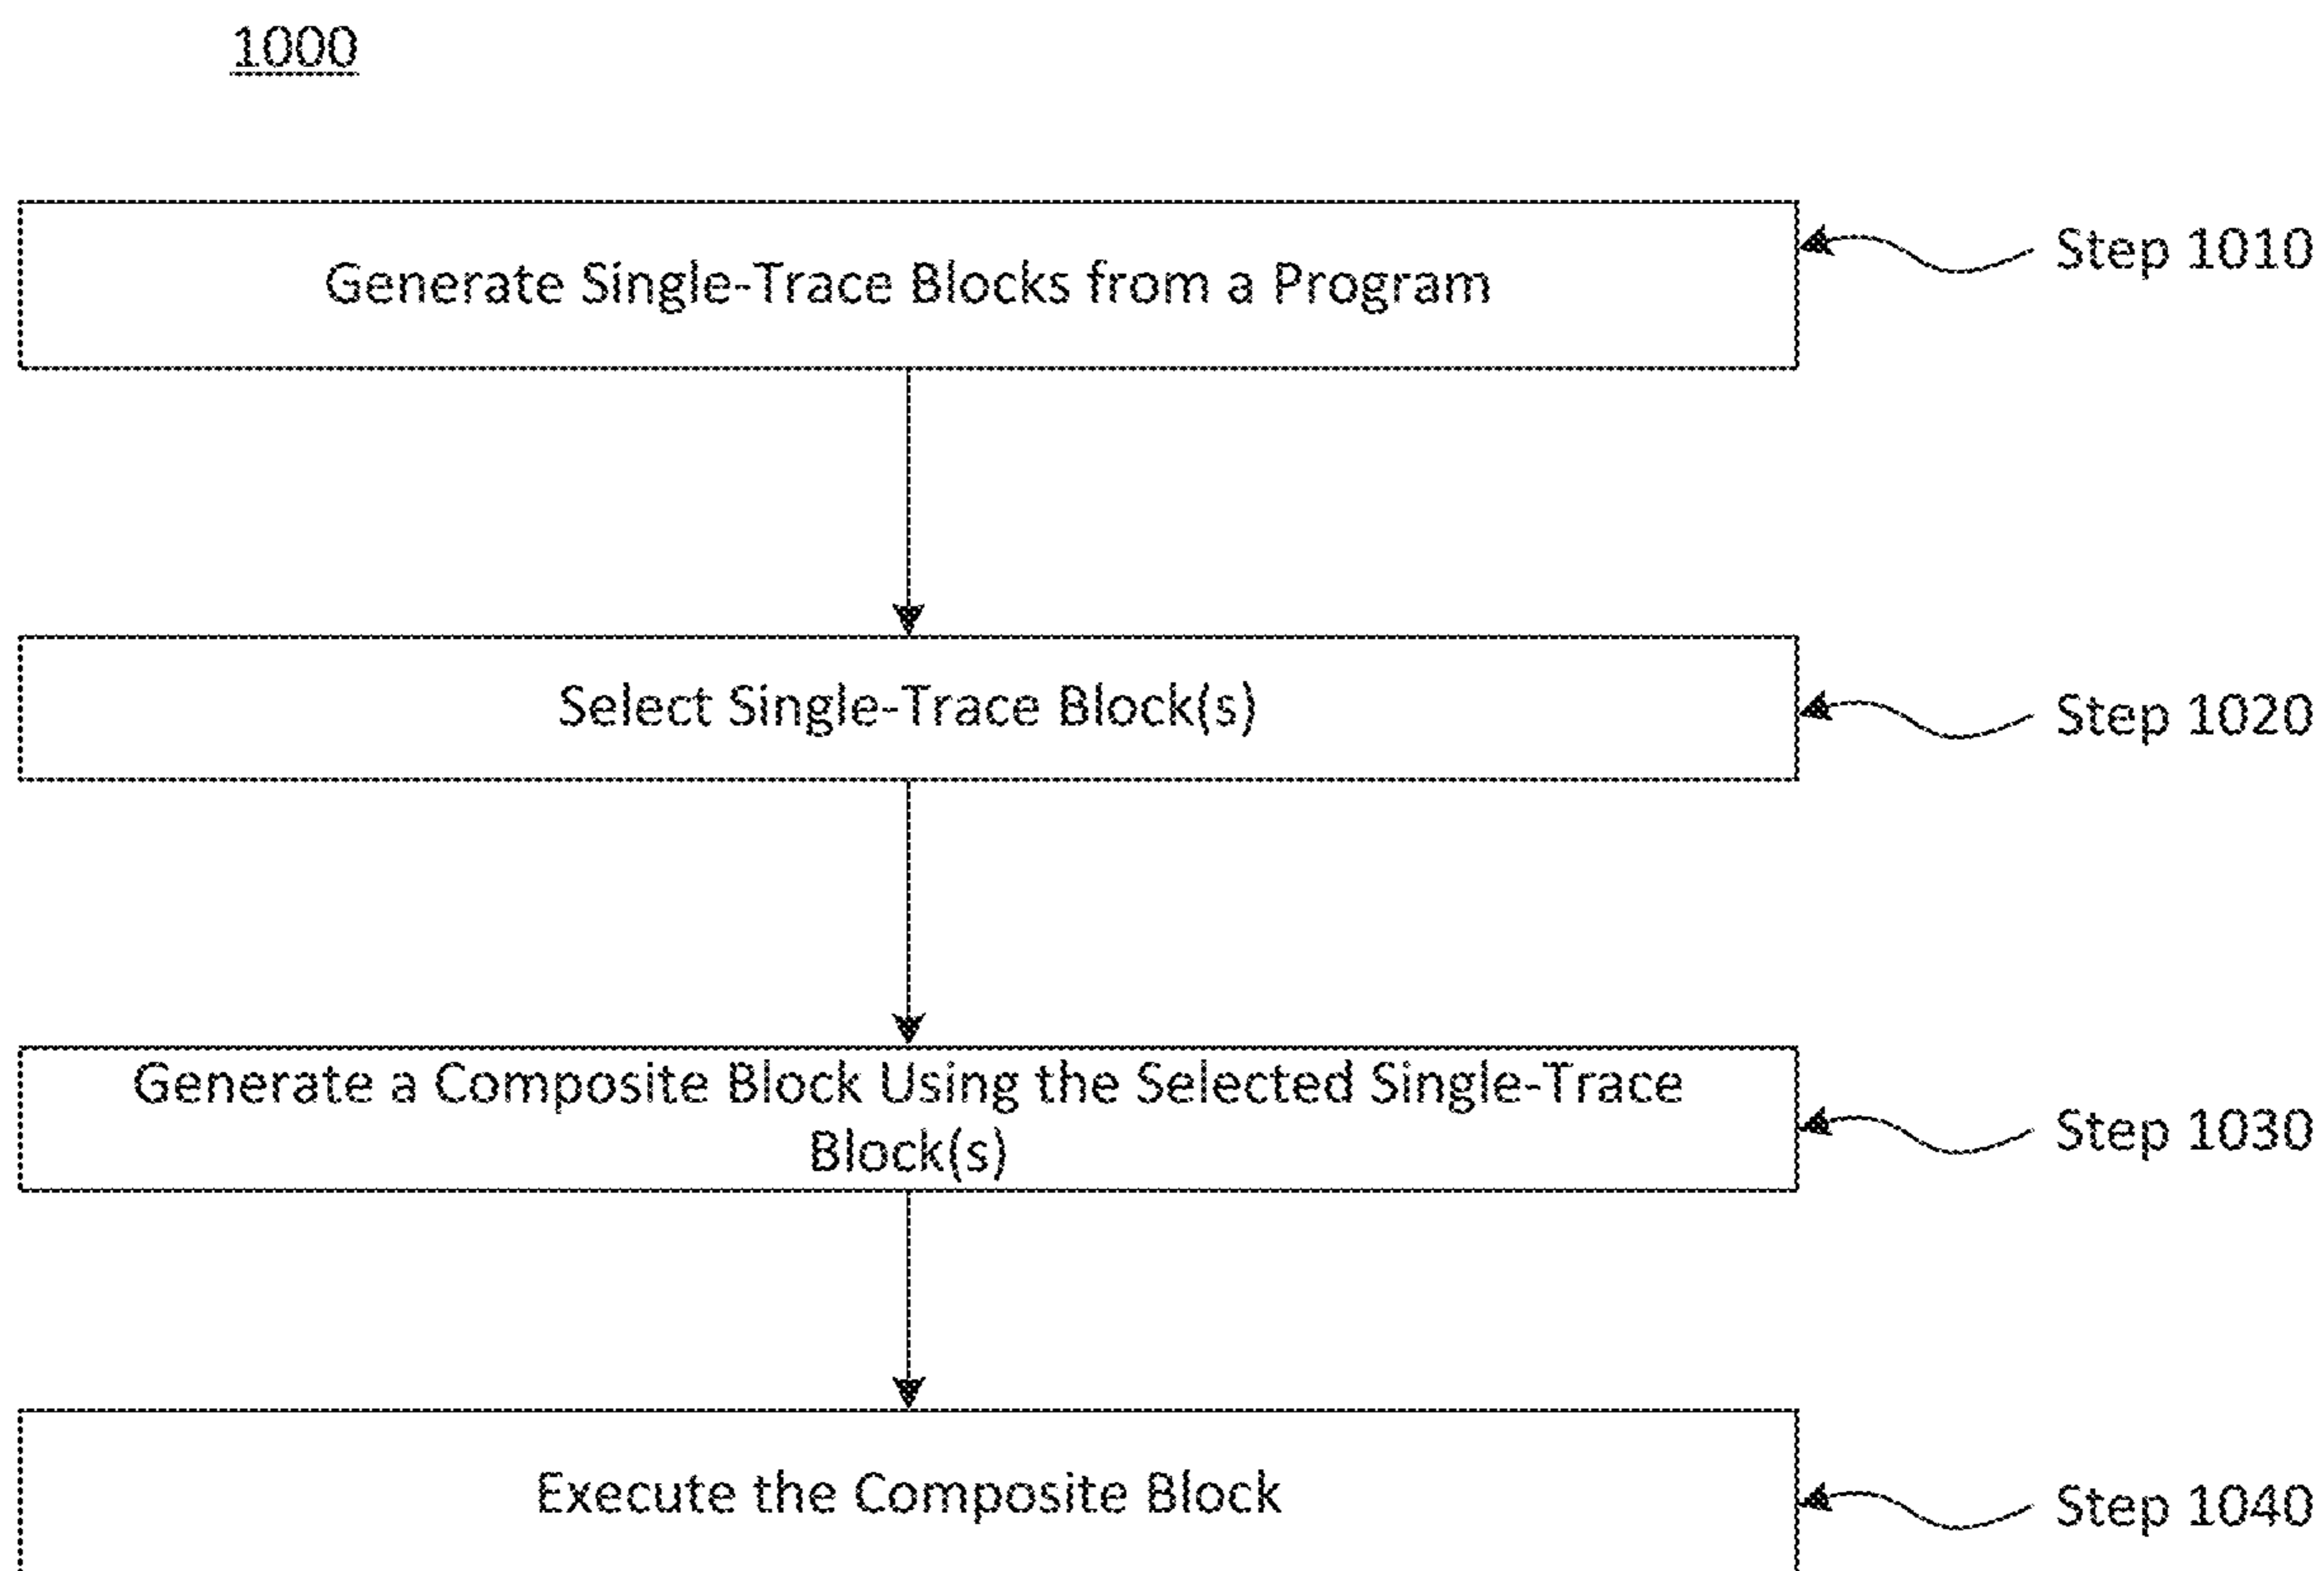 1000
Generate Single-Trace Blocks from a Program
Step 1010
Select Single-Trace Block(s)
Step 1020
Generate a Composite Block Using the Selected Single-Trace
Block(s)
Step 1030
Execute the Composite Block
Step 1040